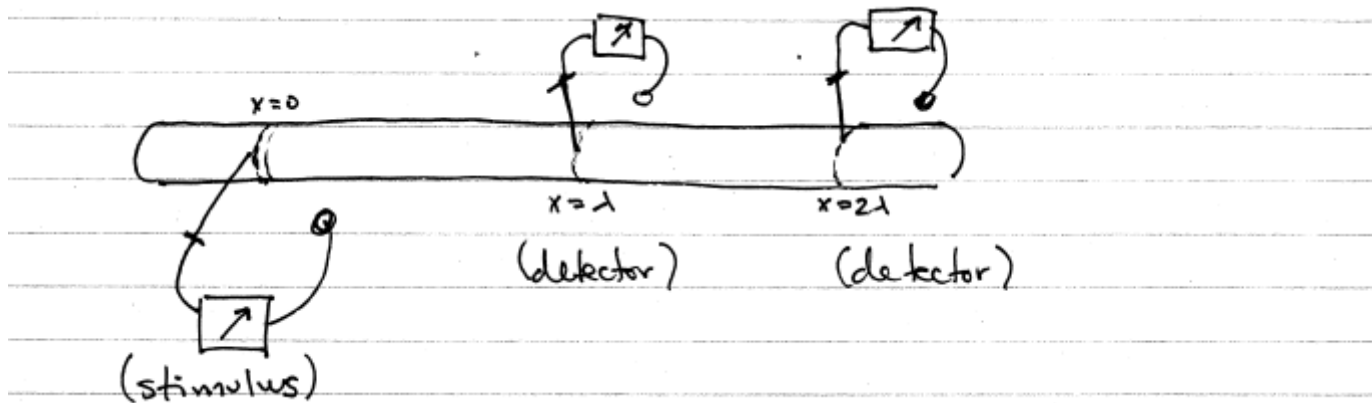 x=0
x=λ
x=2λ
(detector)
(detector)
(stimulus)